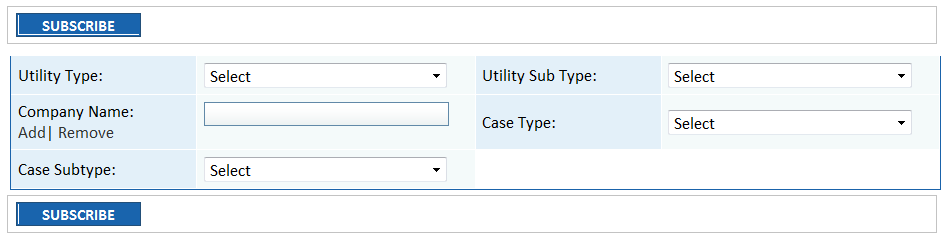 SUBSCRIBE
Utility Type: Select Utility Sub Type: Select
Company Name:
Add| Remove
Case Type: Select
Case Subtype: Select
SUBSCRIBE